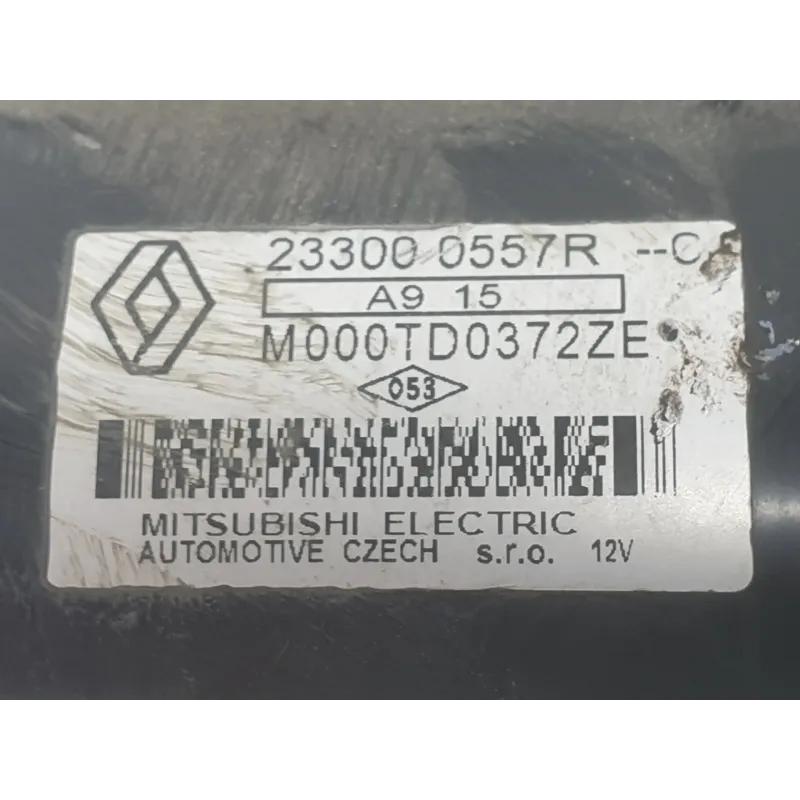 23300 0557R --C
A9 15
M000TD0372ZE
053
MITSUBISHI ELECTRIC
AUTOMOTIVE CZECH s.r.o. 12V